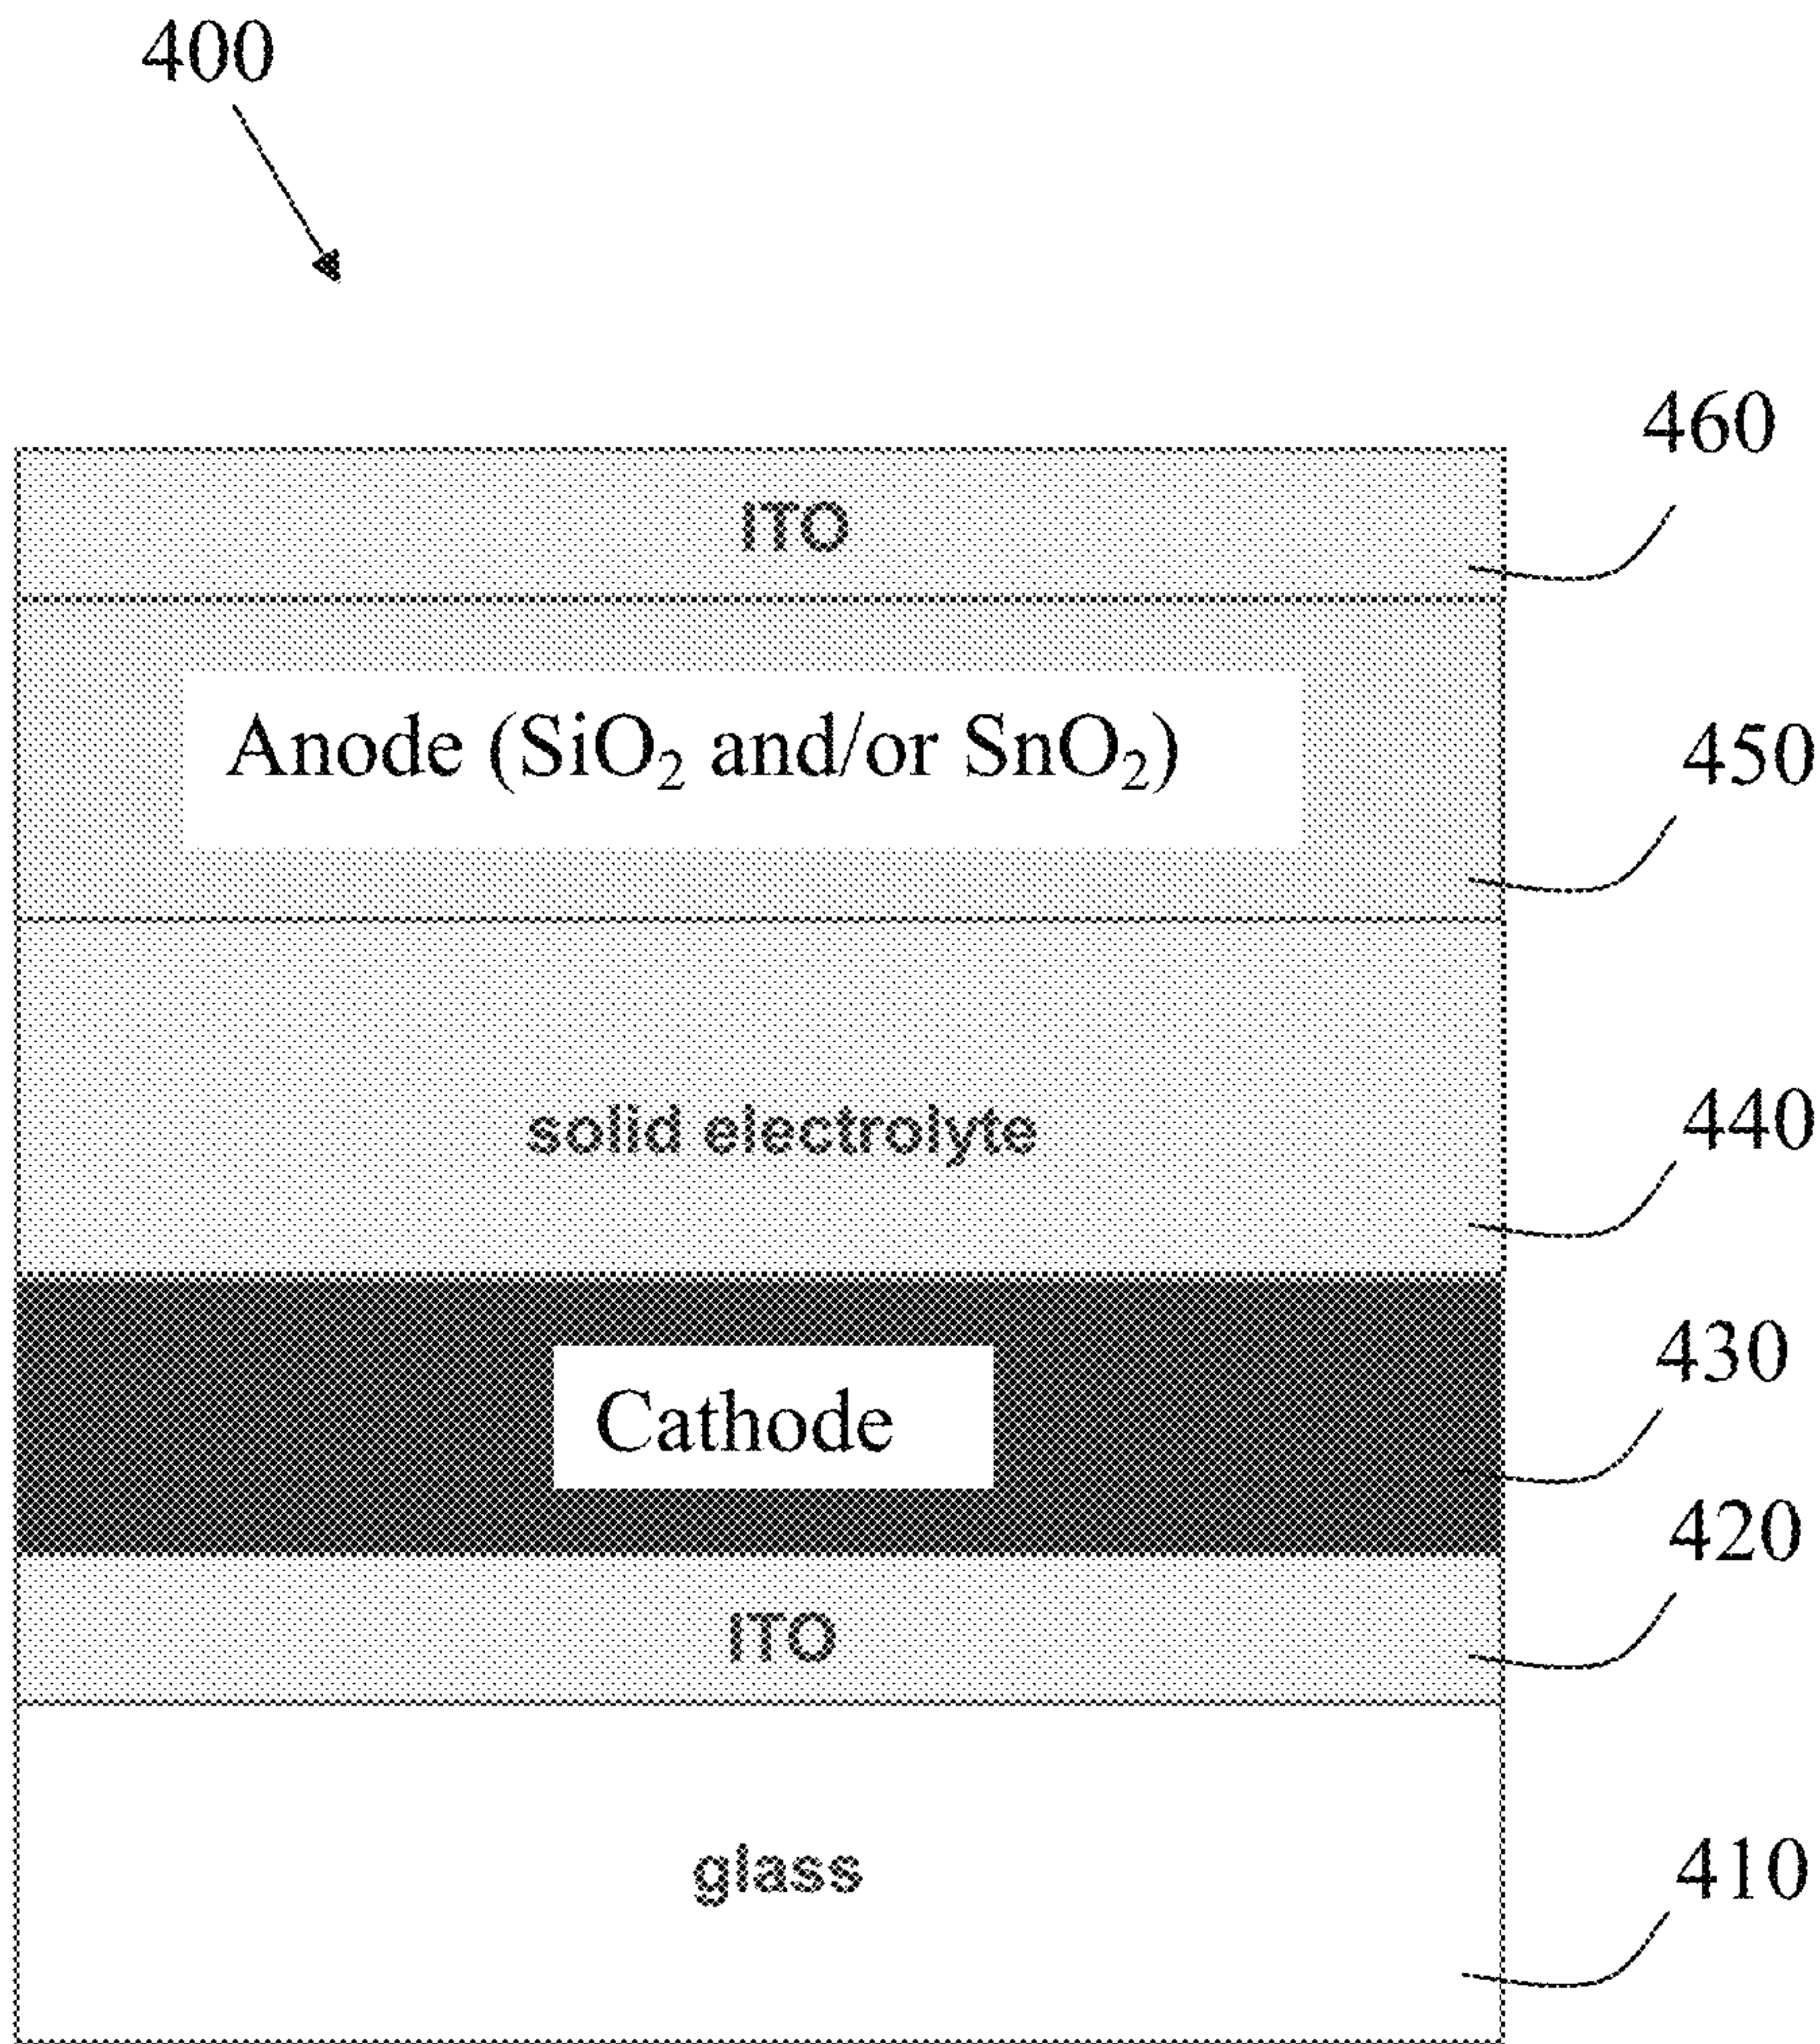 400
460
ITO
Anode (SiO₂ and/or SnO₂)
450
solid electrolyte
440
430
Cathode
420
ITO
glass
410